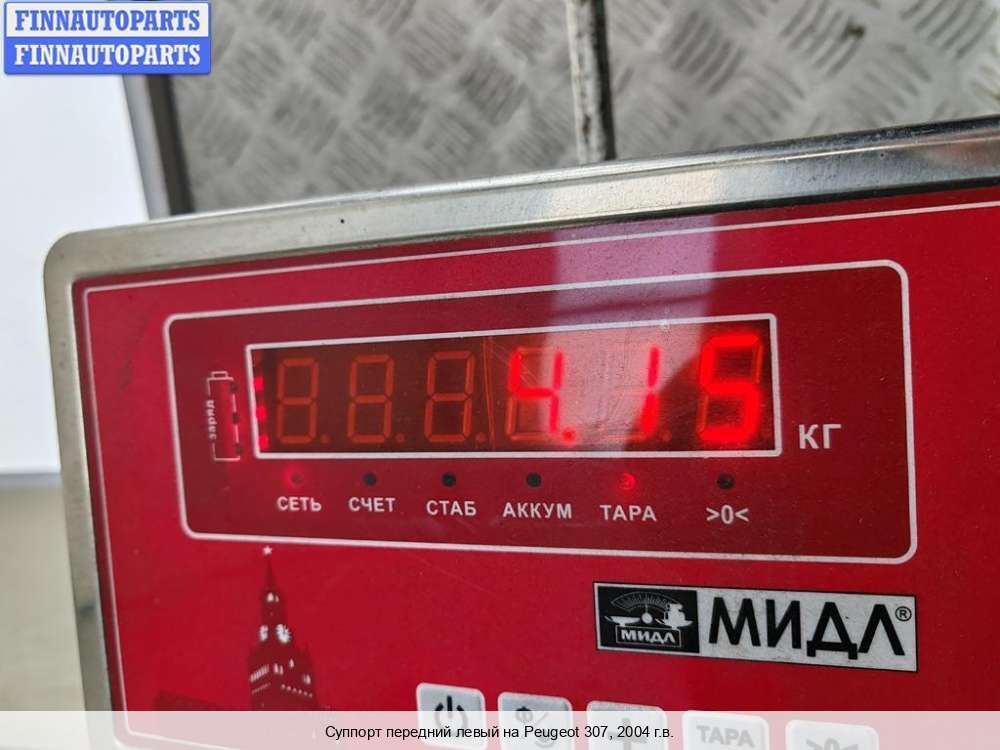 FINNAUTOPARTS
FINNAUTOPARTS
заряд
4.15
КГ
СЕТЬ СЧЕТ СТАБ АККУМ ТАРА >0<
МИДЛ МИДЛ®
ТАРА >0<
Суппорт передний левый на Peugeot 307, 2004 г.в.